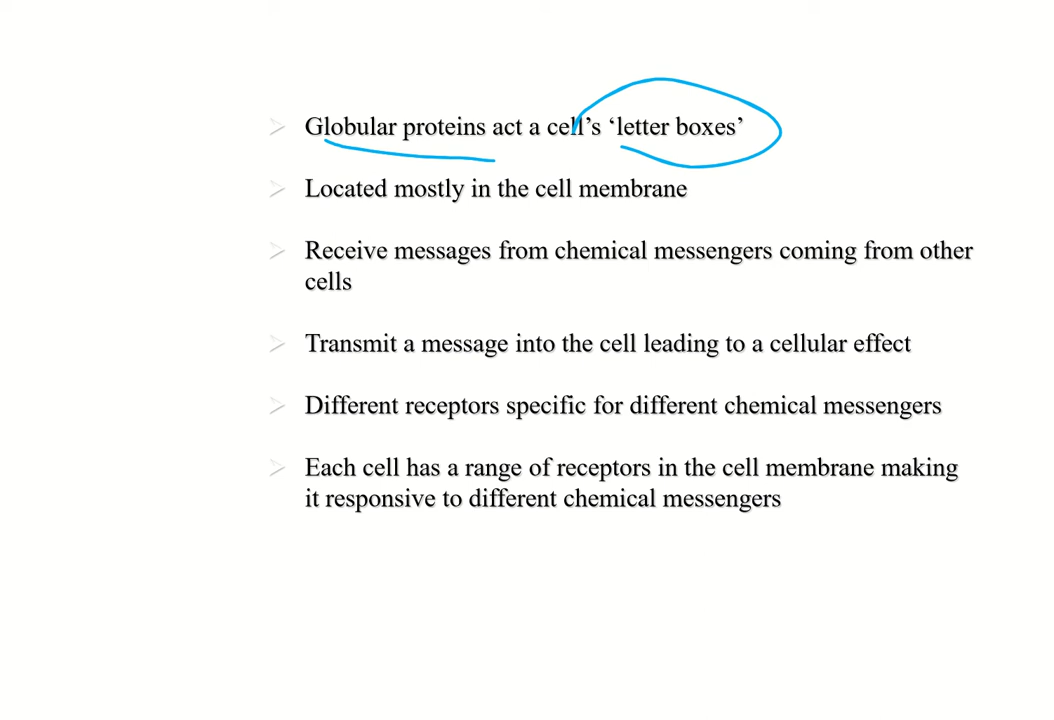 Globular proteins act a cell’s ‘letter boxes’
Located mostly in the cell membrane
Receive messages from chemical messengers coming from other
cells
Transmit a message into the cell leading to a cellular effect
Different receptors specific for different chemical messengers
Each cell has a range of receptors in the cell membrane making
it responsive to different chemical messengers